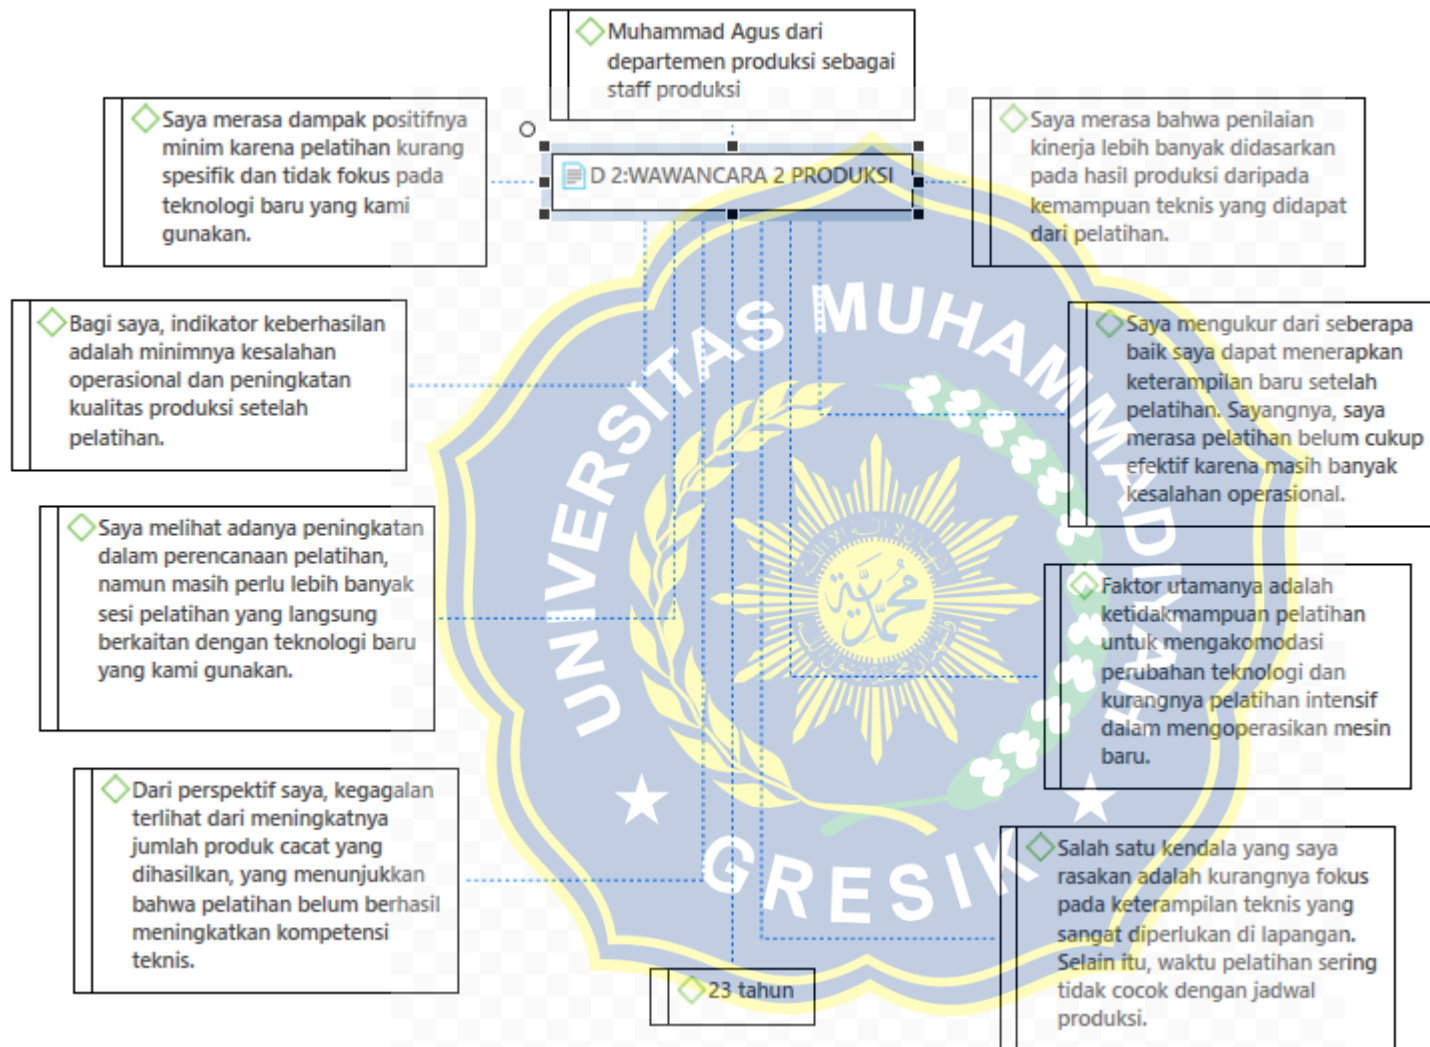 Muhammad Agus dari
departemen produksi sebagai
staff produksi
Saya merasa dampak positifnya
minim karena pelatihan kurang
spesifik dan tidak fokus pada
teknologi baru yang kami
gunakan.
D 2:WAWANCARA 2 PRODUKSI
Saya merasa bahwa penilaian
kinerja lebih banyak didasarkan
pada hasil produksi daripada
kemampuan teknis yang didapat
dari pelatihan.
Bagi saya, indikator keberhasilan
adalah minimnya kesalahan
operasional dan peningkatan
kualitas produksi setelah
pelatihan.
Saya mengukur dari seberapa
baik saya dapat menerapkan
keterampilan baru setelah
pelatihan. Sayangnya, saya
merasa pelatihan belum cukup
efektif karena masih banyak
kesalahan operasional.
Saya melihat adanya peningkatan
dalam perencanaan pelatihan,
namun masih perlu lebih banyak
sesi pelatihan yang langsung
berkaitan dengan teknologi baru
yang kami gunakan.
Faktor utamanya adalah
ketidakmampuan pelatihan
untuk mengakomodasi
perubahan teknologi dan
kurangnya pelatihan intensif
dalam mengoperasikan mesin
baru.
Dari perspektif saya, kegagalan
terlihat dari meningkatnya
jumlah produk cacat yang
dihasilkan, yang menunjukkan
bahwa pelatihan belum berhasil
meningkatkan kompetensi
teknis.
Salah satu kendala yang saya
rasakan adalah kurangnya fokus
pada keterampilan teknis yang
sangat diperlukan di lapangan.
Selain itu, waktu pelatihan sering
tidak cocok dengan jadwal
produksi.
23 tahun
UNIVERSITAS MUHAMMADIYAH
GRESIK